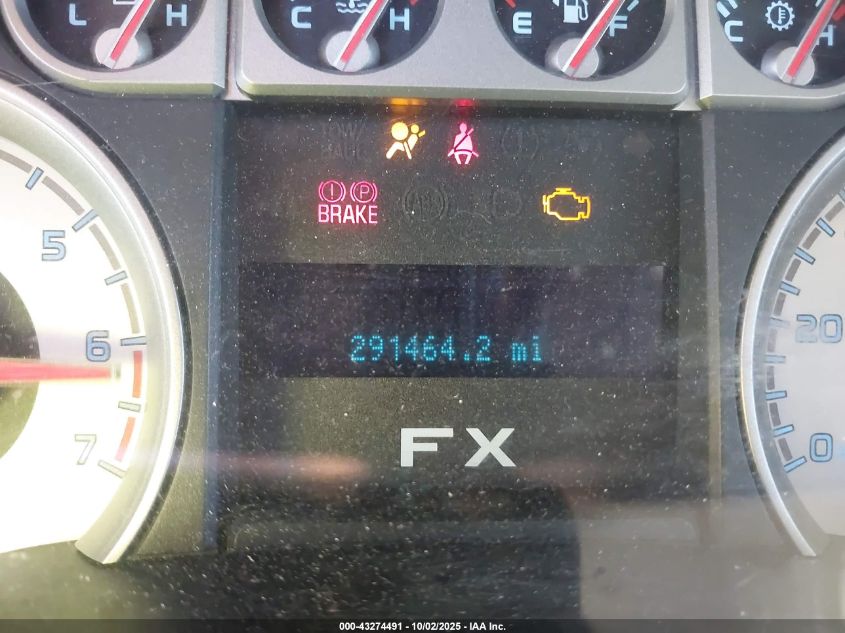 L H C H E F C H
BRAKE
5
6
7
291464.2 mi
20
0
FX
000-43274491 - 10/02/2025 - IAA Inc.